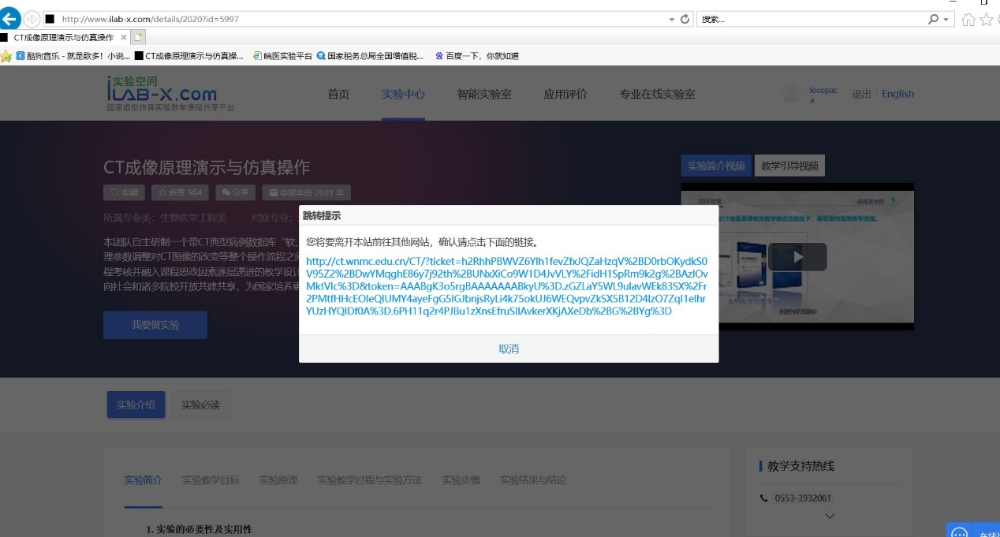 http://www.ilab-x.com/details/2020?id=5997
搜索...
CT成像原理演示与仿真操作
酷狗音乐 - 就是歌多！小说...
CT成像原理演示与仿真操...
皖医实验平台
国家税务总局全国增值税...
百度一下，你就知道
实验空间
iLAB-X.com
国家虚拟仿真实验教学课程共享平台
首页
实验中心
智能实验室
应用评价
专业在线实验室
locopac
a
退出
English
CT成像原理演示与仿真操作
收藏
点赞 954
分享
申报年份 2021 年
所属专业类：生物医学工程类
对应专业：
本团队自主研制一个带CT典型病例数据库“软、
理参数调整对CT图像的改变等整个操作流程之间
程考核并融入课程思政因素逐层递进的教学设计
向社会和诸多院校开放共建共享，为国家培养更
我要做实验
实验简介视频
教学引导视频
跳转提示
您将要离开本站前往其他网站，确认请点击下面的链接。
http://ct.wnmc.edu.cn/CT/?ticket=h2RhhPBWVZ6Ylh1fevZfxJQZaHzqV%2BD0rbOKydkS0
V95Z2%2BDwYMqghE86y7j92th%2BUNxXiCo9W1D4JvVLY%2FidH1SpRm9k2g%2BAzIOv
MktVIc%3D&token=AAABgK3o5rgBAAAAAAABkyU%3D.zGZLaY5WL9uIavWEk83SX%2Fr
2PMtfHHcEOIeQIUMY4ayeFgG5lGJbnjsRyLi4k75okUJ6WEQvpvZkSX5B12D4IzO7ZqI1eIhr
YUzHYQIDf0A%3D.6PH11q2r4PJBu1zXnsEfruSIIAvkerXKjAXeDb%2BG%2BYg%3D
取消
实验介绍
实验必读
实验简介
实验教学目标
实验原理
实验教学过程与实验方法
实验步骤
实验结果与结论
1. 实验的必要性及实用性
教学支持热线
0553-3932081